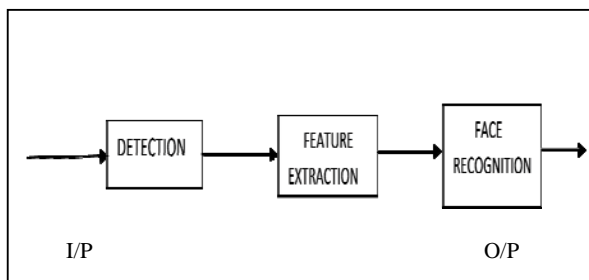 DETECTION
FEATURE
EXTRACTION
FACE
RECOGNITION
I/P
O/P